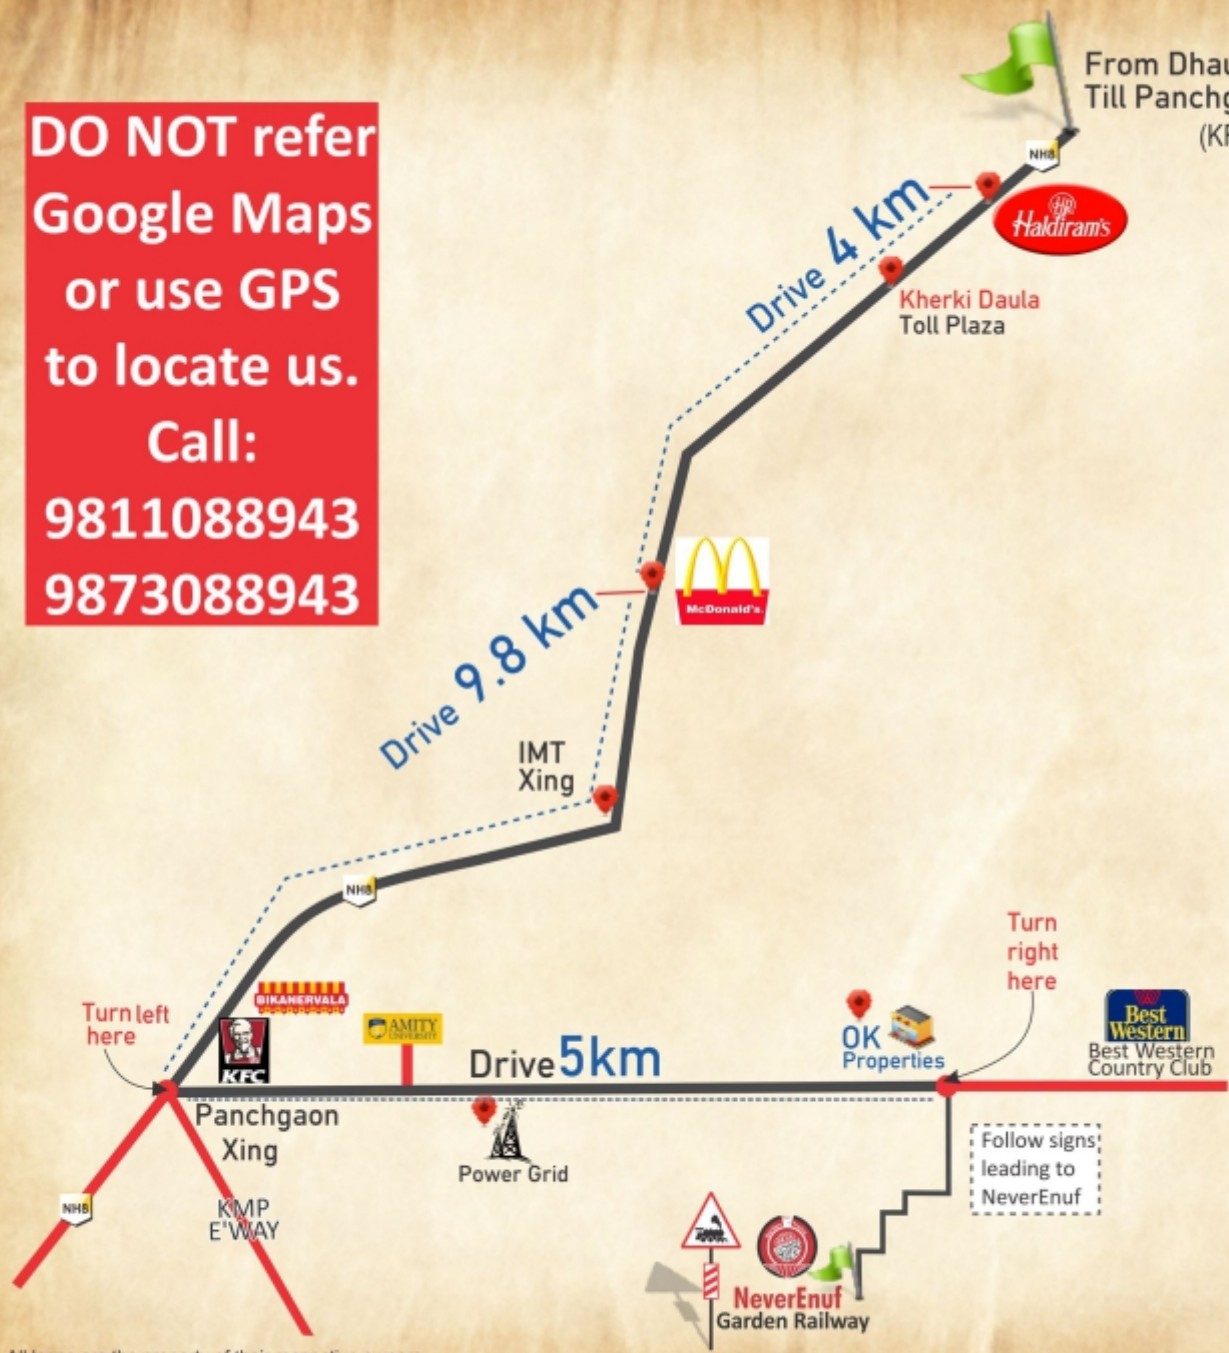 From Dhau
Till Panchg
(KF
DO NOT refer
Google Maps
or use GPS
to locate us.
Call:
9811088943
9873088943
NH8
Haldiram's
Drive 4 km
Kherki Daula
Toll Plaza
McDonald's.
Drive 9.8 km
IMT
Xing
NH8
Turn
right
here
BIKANERVALA
Turn left
here
KFC
AMITY
UNIVERSITY
Drive 5km
OK
Properties
Best
Western
Best Western
Country Club
Panchgaon
Xing
Power Grid
Follow signs
leading to
NeverEnuf
NH8
KMP
E'WAY
NeverEnuf
Garden Railway